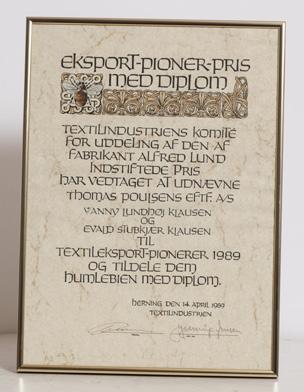 EKSPORT-PIONER-PRIS
MED DIPLOM
TEXTILINDUSTRIENS KOMITÉ
FOR UDDELING AF DEN AF
FABRIKANT ALFRED LUND
INDSTIFTEDE PRIS
HAR VEDTAGET AT UDNÆVNE
THOMAS POULSENS EFTF. A/S
VANNY LUNDHØJ KLAUSEN
OG
EVALD STUBKJÆR KLAUSEN
TIL
TEXTILEKSPORT-PIONERER 1989
OG TILDELE DEM
HUMLEBIEN MED DIPLOM.
HERNING DEN 14. APRIL 1989
TEXTILINDUSTRIEN